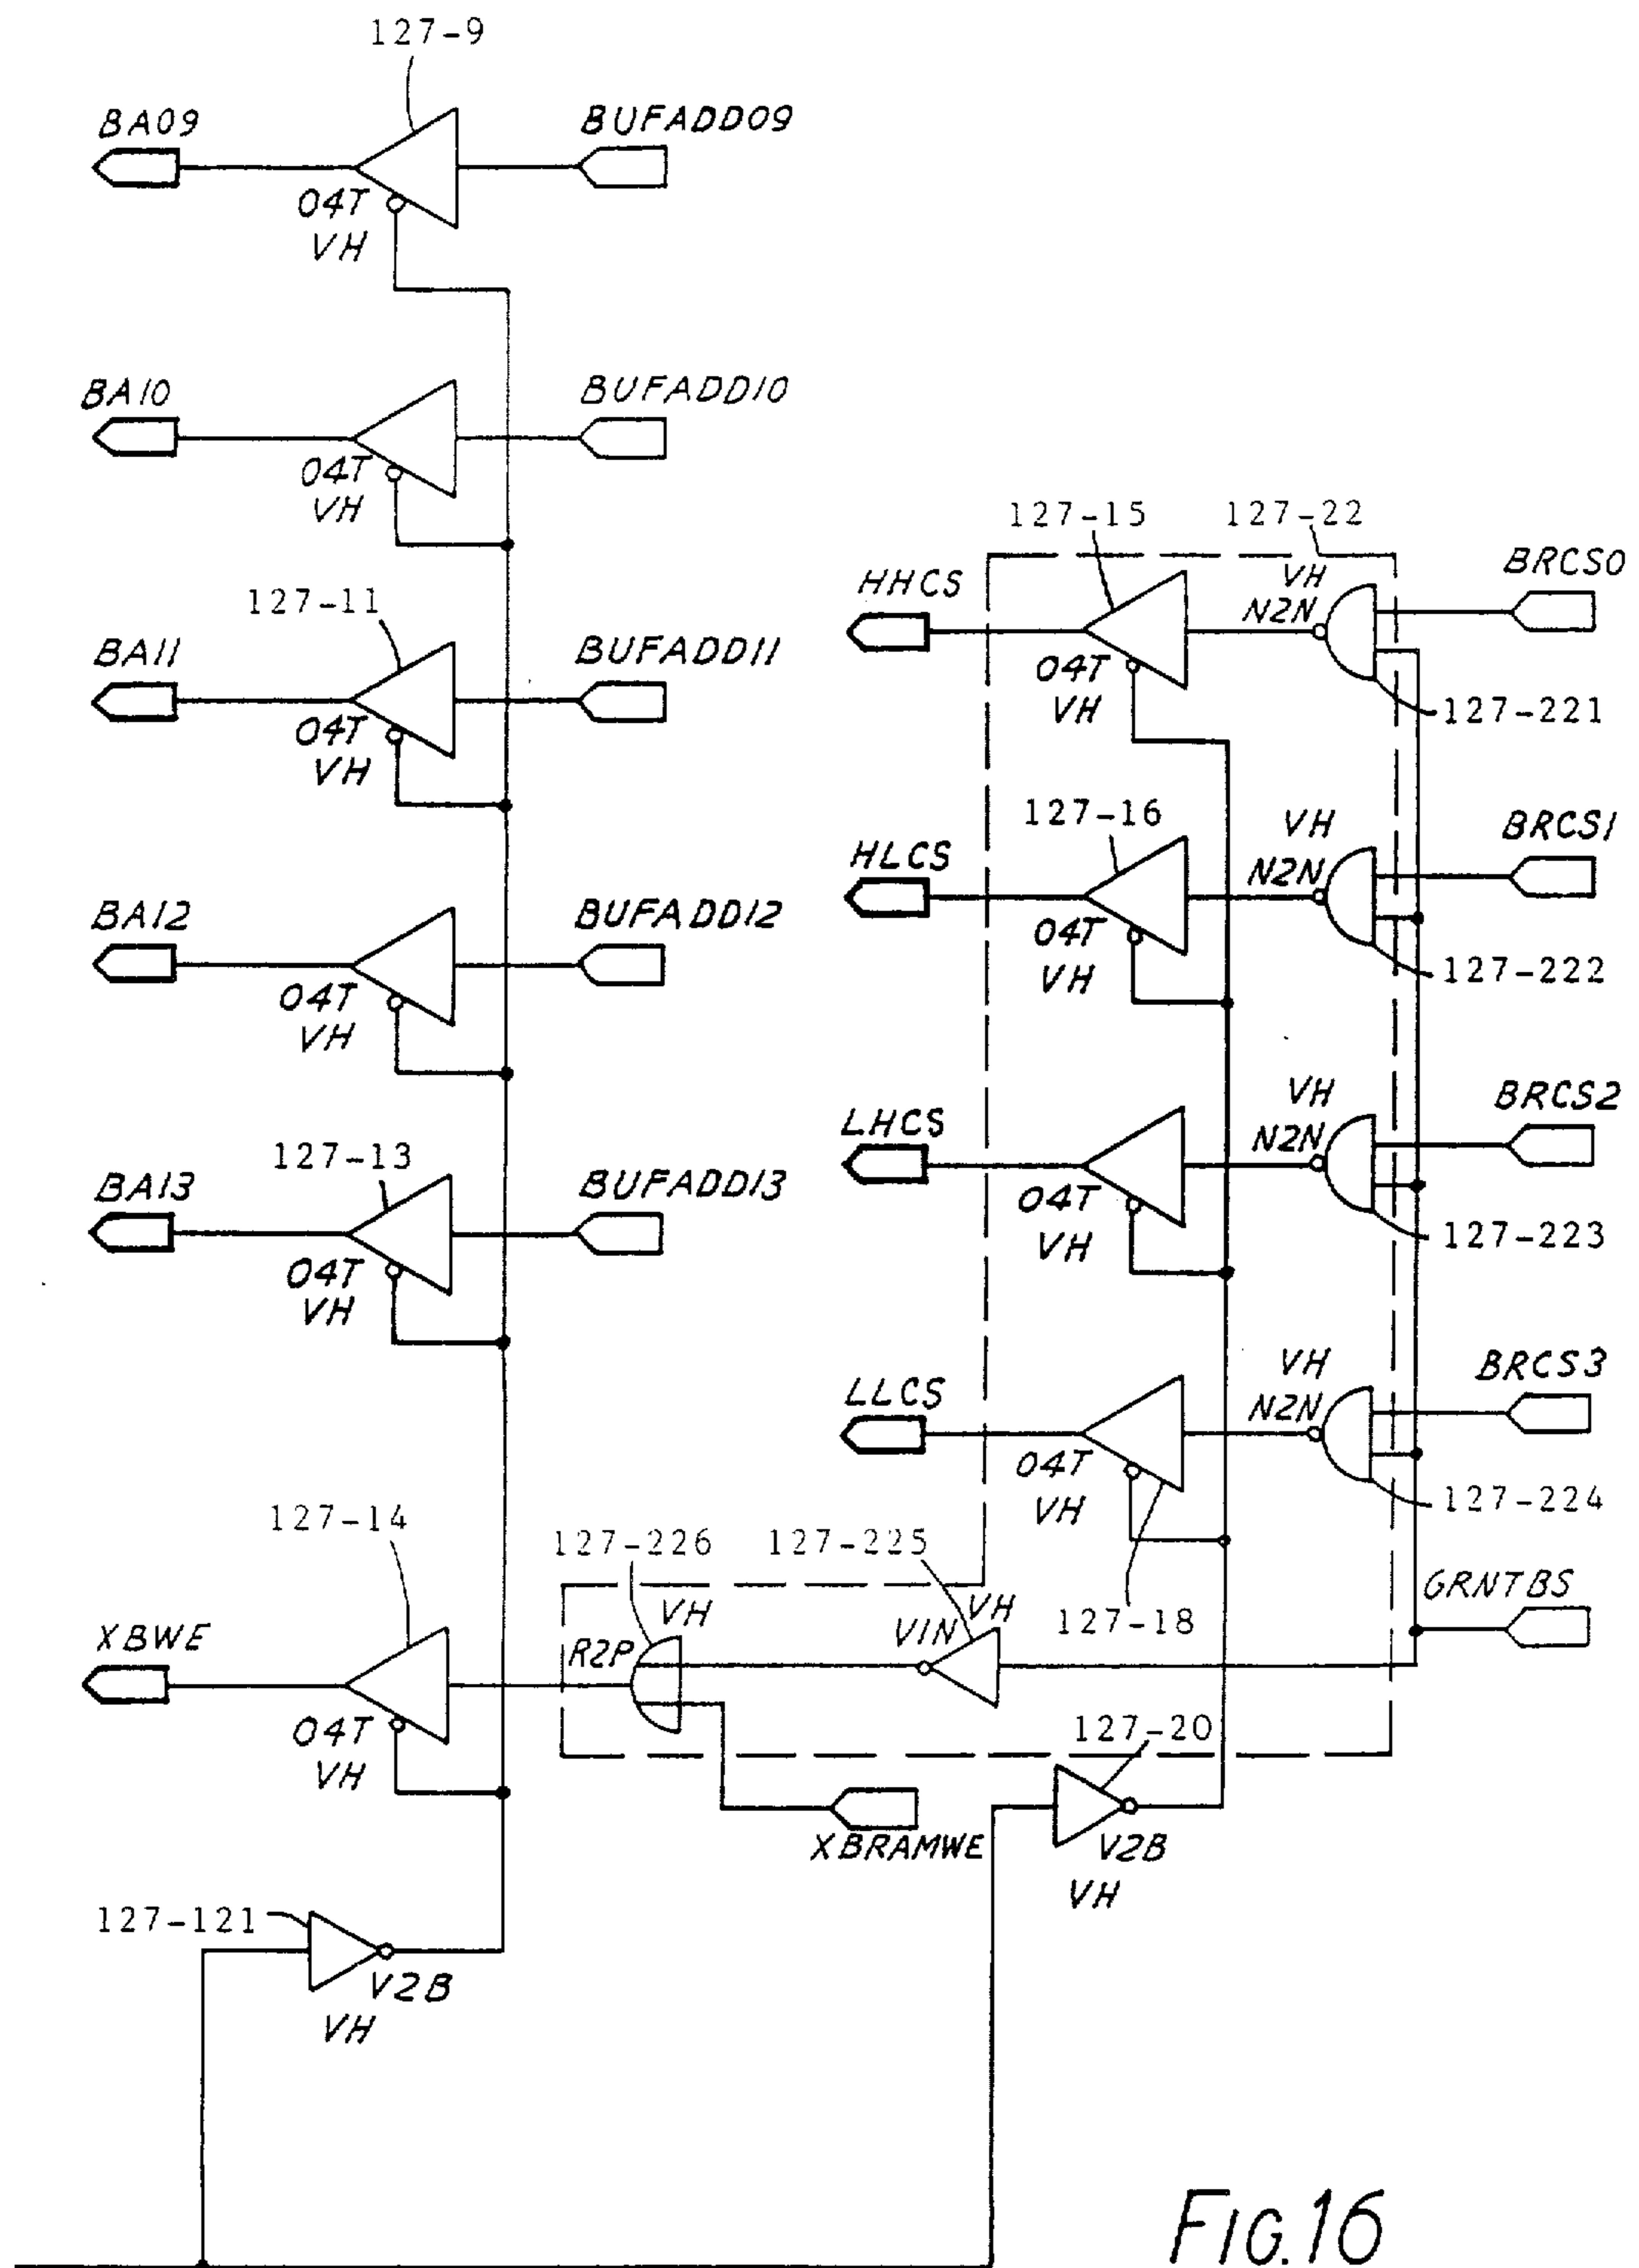 127-9
BA09
BUFADD09
04T
VH
BA10
BUFADD10
04T
VH
127-11
BA11
BUFADD11
04T
VH
BA12
BUFADD12
04T
VH
127-13
BA13
BUFADD13
04T
VH
127-14
XBWE
04T
VH
127-121
V2B
VH
127-15
127-22
HHCS
VH
N2N
BRCS0
04T
VH
127-221
127-16
HLCS
VH
N2N
BRCS1
04T
VH
127-222
LHCS
VH
N2N
BRCS2
04T
VH
127-223
LLCS
VH
N2N
BRCS3
04T
VH
127-224
127-18
127-226
127-225
VH
R2P
VH
VIN
GRNTBS
XBRAMWE
127-20
V2B
VH
FIG.16